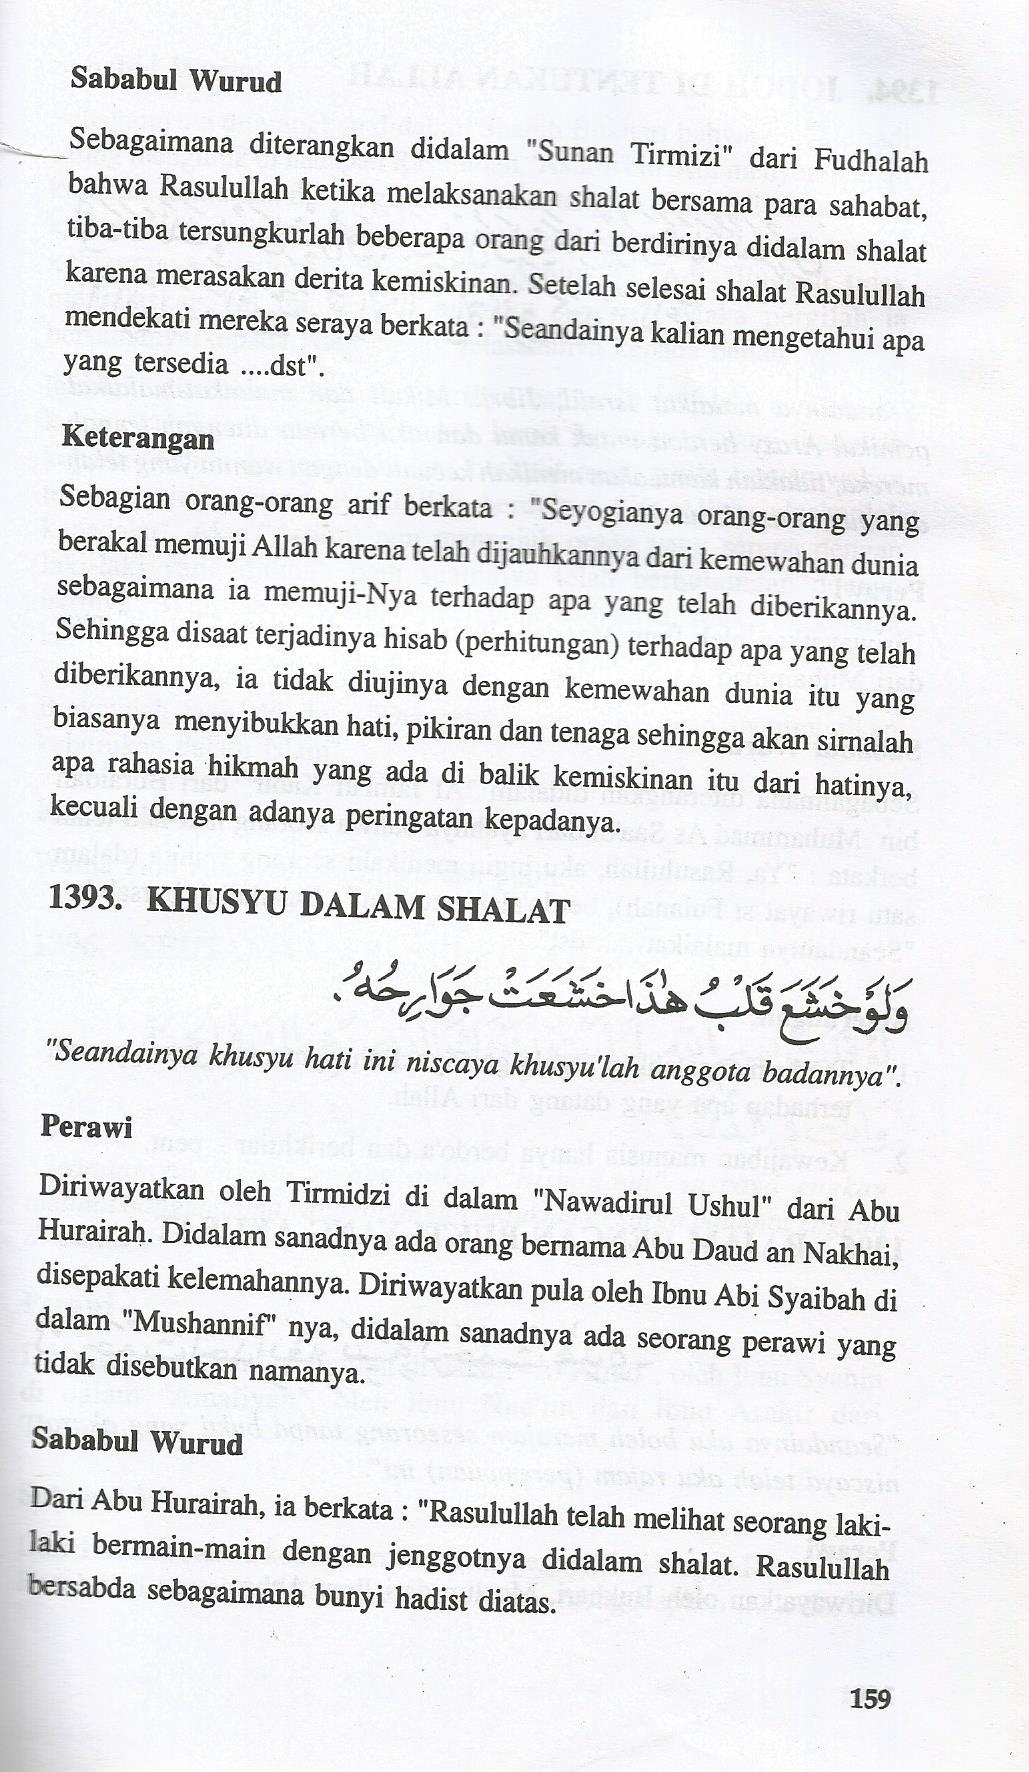 Sababul Wurud
Sebagaimana diterangkan didalam "Sunan Tirmizi" dari Fudhalah
bahwa Rasulullah ketika melaksanakan shalat bersama para sahabat,
tiba-tiba tersungkurlah beberapa orang dari berdirinya didalam shalat
karena merasakan derita kemiskinan. Setelah selesai shalat Rasulullah
mendekati mereka seraya berkata : "Seandainya kalian mengetahui apa
yang tersedia ....dst".
Keterangan
Sebagian orang-orang arif berkata : "Seyogianya orang-orang yang
berakal memuji Allah karena telah dijauhkannya dari kemewahan dunia
sebagaimana ia memuji-Nya terhadap apa yang telah diberikannya.
Sehingga disaat terjadinya hisab (perhitungan) terhadap apa yang telah
diberikannya, ia tidak diujinya dengan kemewahan dunia itu yang
biasanya menyibukkan hati, pikiran dan tenaga sehingga akan sirnalah
apa rahasia hikmah yang ada di balik kemiskinan itu dari hatinya,
kecuali dengan adanya peringatan kepadanya.
1393. KHUSYU DALAM SHALAT
وَلَوْ خَشَعَ قَلْبُ هٰذَا خَشَعَتْ جَوَارِحُهُ.
"Seandainya khusyu hati ini niscaya khusyu'lah anggota badannya".
Perawi
Diriwayatkan oleh Tirmidzi di dalam "Nawadirul Ushul" dari Abu
Hurairah. Didalam sanadnya ada orang bernama Abu Daud an Nakhai,
disepakati kelemahannya. Diriwayatkan pula oleh Ibnu Abi Syaibah di
dalam "Mushannif" nya, didalam sanadnya ada seorang perawi yang
tidak disebutkan namanya.
Sababul Wurud
Dari Abu Hurairah, ia berkata : "Rasulullah telah melihat seorang laki-
laki bermain-main dengan jenggotnya didalam shalat. Rasulullah
bersabda sebagaimana bunyi hadist diatas.
159